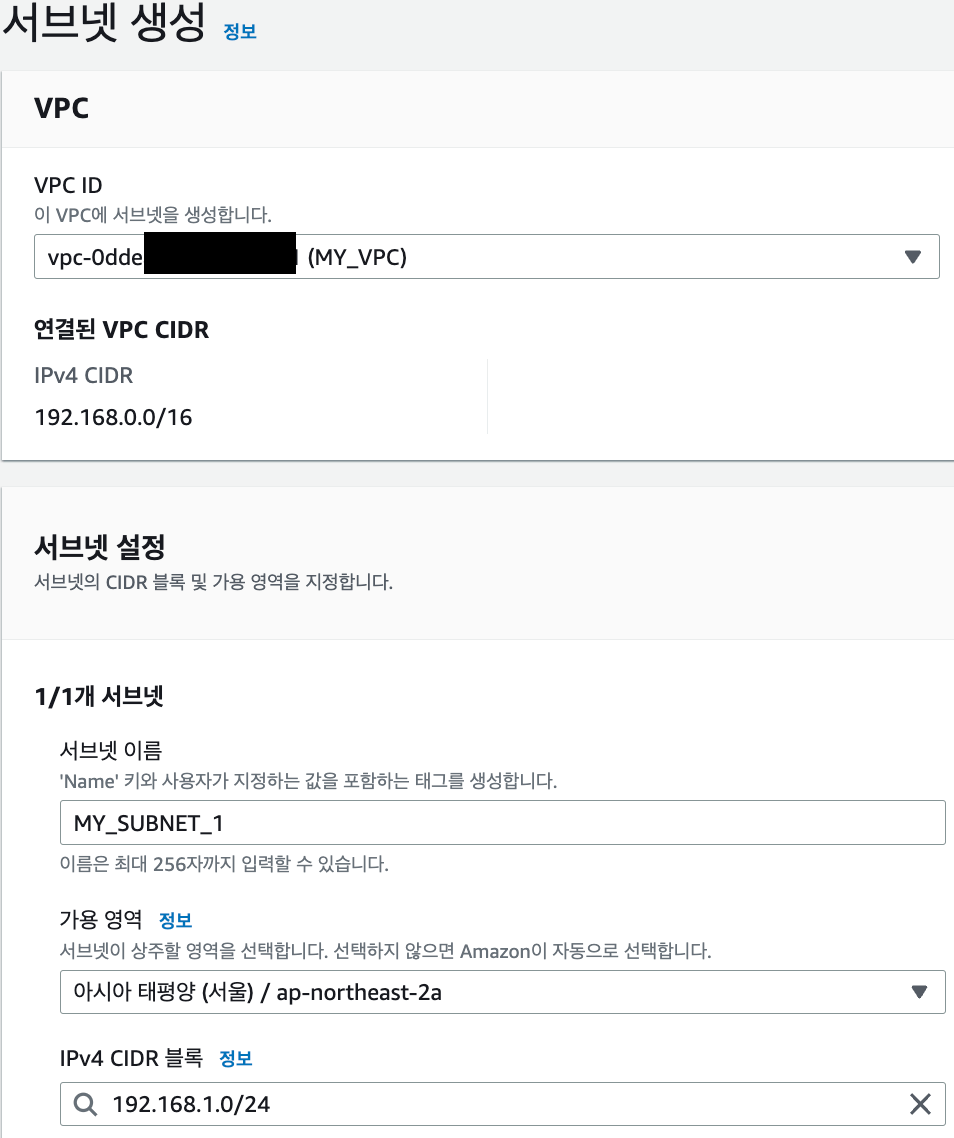 서브넷 생성 정보
VPC
VPC ID
이 VPC에 서브넷을 생성합니다.
vpc-0dde (MY_VPC)
연결된 VPC CIDR
IPv4 CIDR
192.168.0.0/16
서브넷 설정
서브넷의 CIDR 블록 및 가용 영역을 지정합니다.
1/1개 서브넷
서브넷 이름
'Name' 키와 사용자가 지정하는 값을 포함하는 태그를 생성합니다.
MY_SUBNET_1
이름은 최대 256자까지 입력할 수 있습니다.
가용 영역 정보
서브넷이 상주할 영역을 선택합니다. 선택하지 않으면 Amazon이 자동으로 선택합니다.
아시아 태평양 (서울) / ap-northeast-2a
IPv4 CIDR 블록 정보
192.168.1.0/24